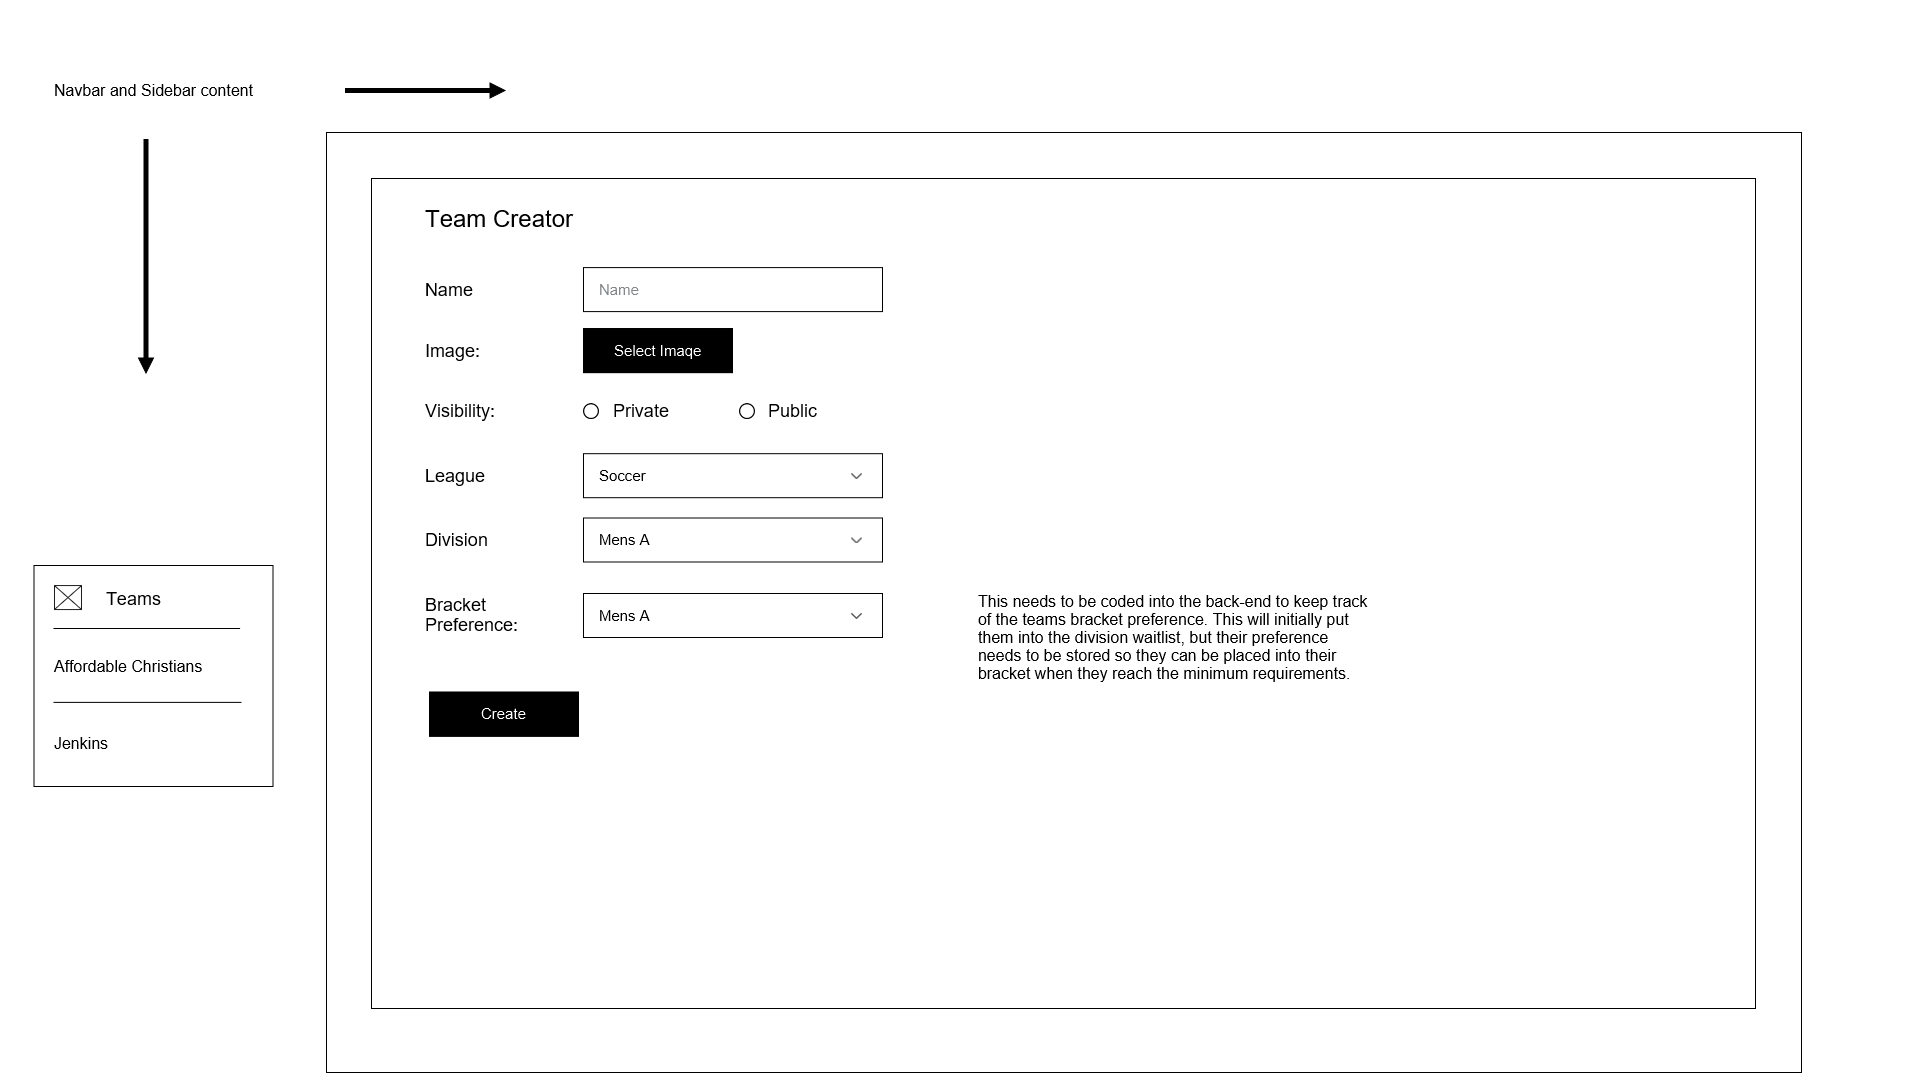 Navbar and Sidebar content
Team Creator
Name
Name
Image:
Select Image
Visibility:
Private
Public
League
Soccer
Division
Mens A
Bracket
Preference:
Mens A
This needs to be coded into the back-end to keep track
of the teams bracket preference. This will initially put
them into the division waitlist, but their preference
needs to be stored so they can be placed into their
bracket when they reach the minimum requirements.
Create
Teams
Affordable Christians
Jenkins